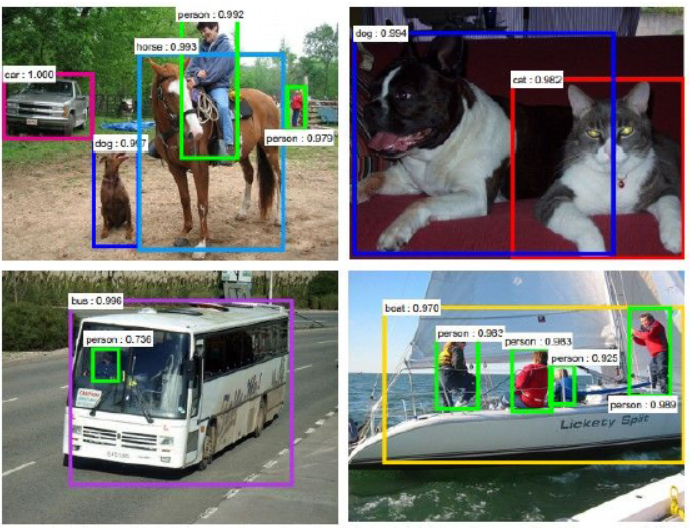 person : 0.992
horse : 0.993
car : 1.000
person : 0.979
dog : 0.997
dog : 0.994
cat : 0.982
bus : 0.996
person : 0.736
boat : 0.970
person : 0.983
person : 0.983
person : 0.925
person : 0.989
Lickety Split